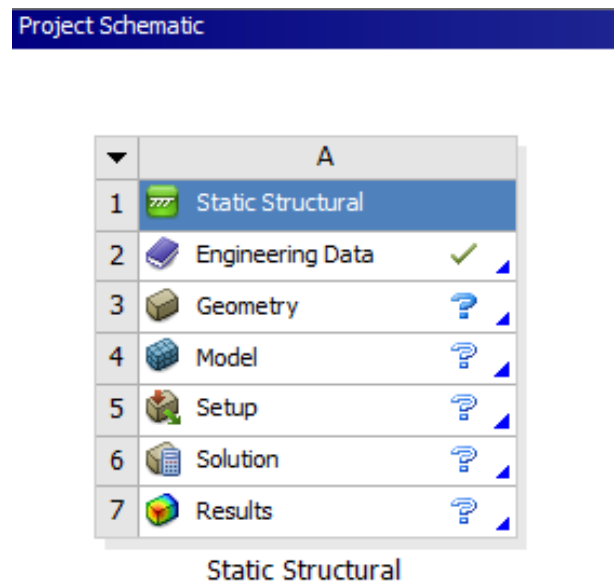 Project Schematic
A
1 Static Structural
2 Engineering Data
3 Geometry
4 Model
5 Setup
6 Solution
7 Results
Static Structural